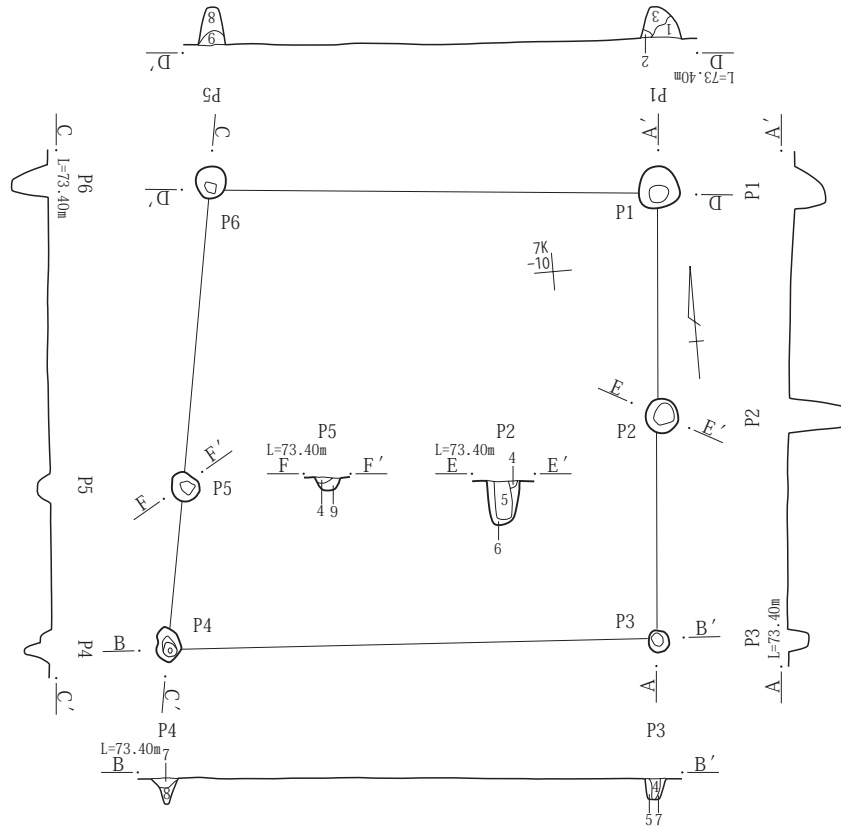 8
9
3
1
2
D'
D
L=73.40m
P5
P1
C
A'
C
A'
L=73.40m
P6
P1
D'
D
P6
P1
7K
-10
E
P2
E'
P2
F'
P5
L=73.40m
F
F'
4 9
P2
L=73.40m
4
E
E'
5
6
P5
F
P5
P4
P3
B
B'
P4
P3
L=73.40m
C'
C'
A
A
P4
P3
L=73.40m
7
B
B'
8
4
5 7